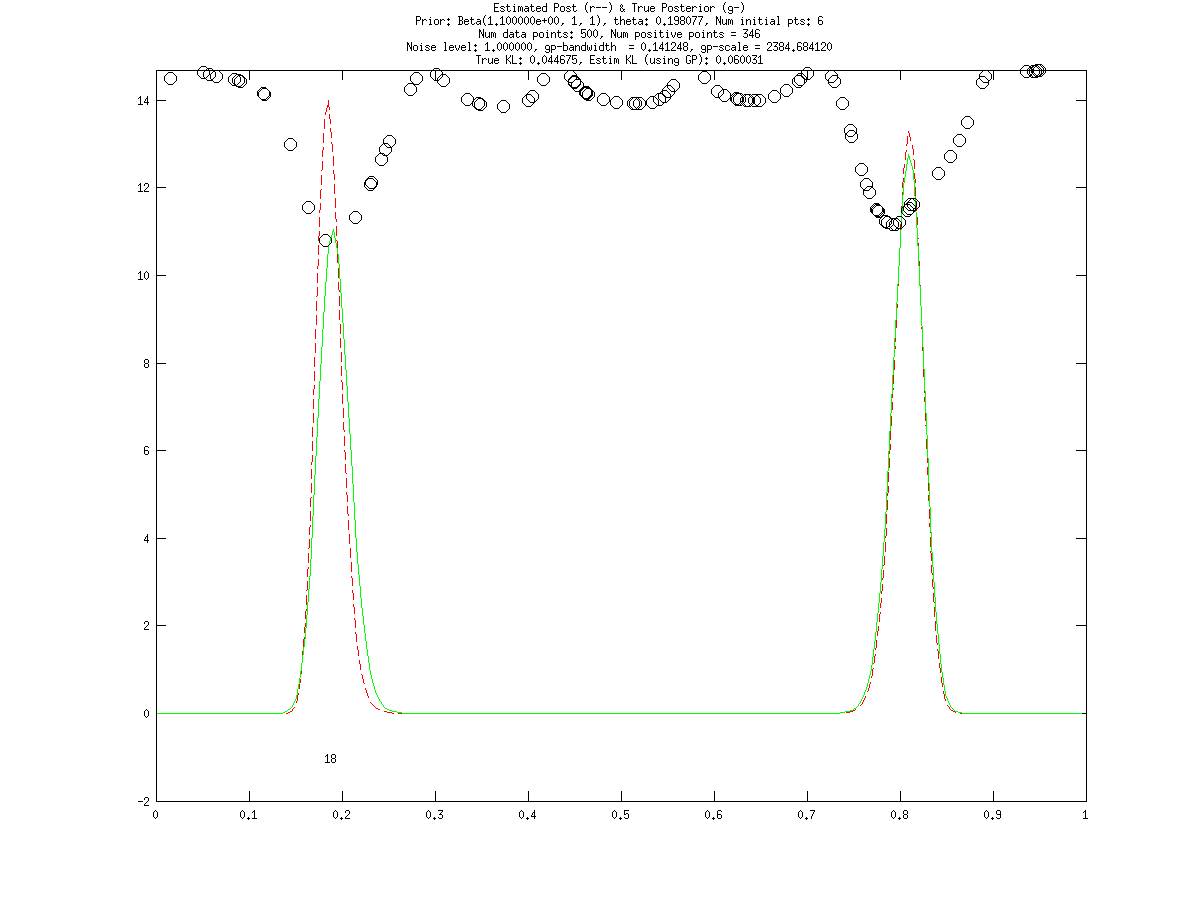 Estimated Post (r--) & True Posterior (g-)
Prior: Beta(1.100000e+00, 1, 1), theta: 0.198077, Num initial pts: 6
Num data points: 500, Num positive points = 346
Noise level: 1.000000, gp-bandwidth  = 0.141248, gp-scale = 2384.684120
True KL: 0.044675, Estim KL (using GP): 0.060031
14
12
10
8
6
4
2
0
18
-2
0 0.1 0.2 0.3 0.4 0.5 0.6 0.7 0.8 0.9 1